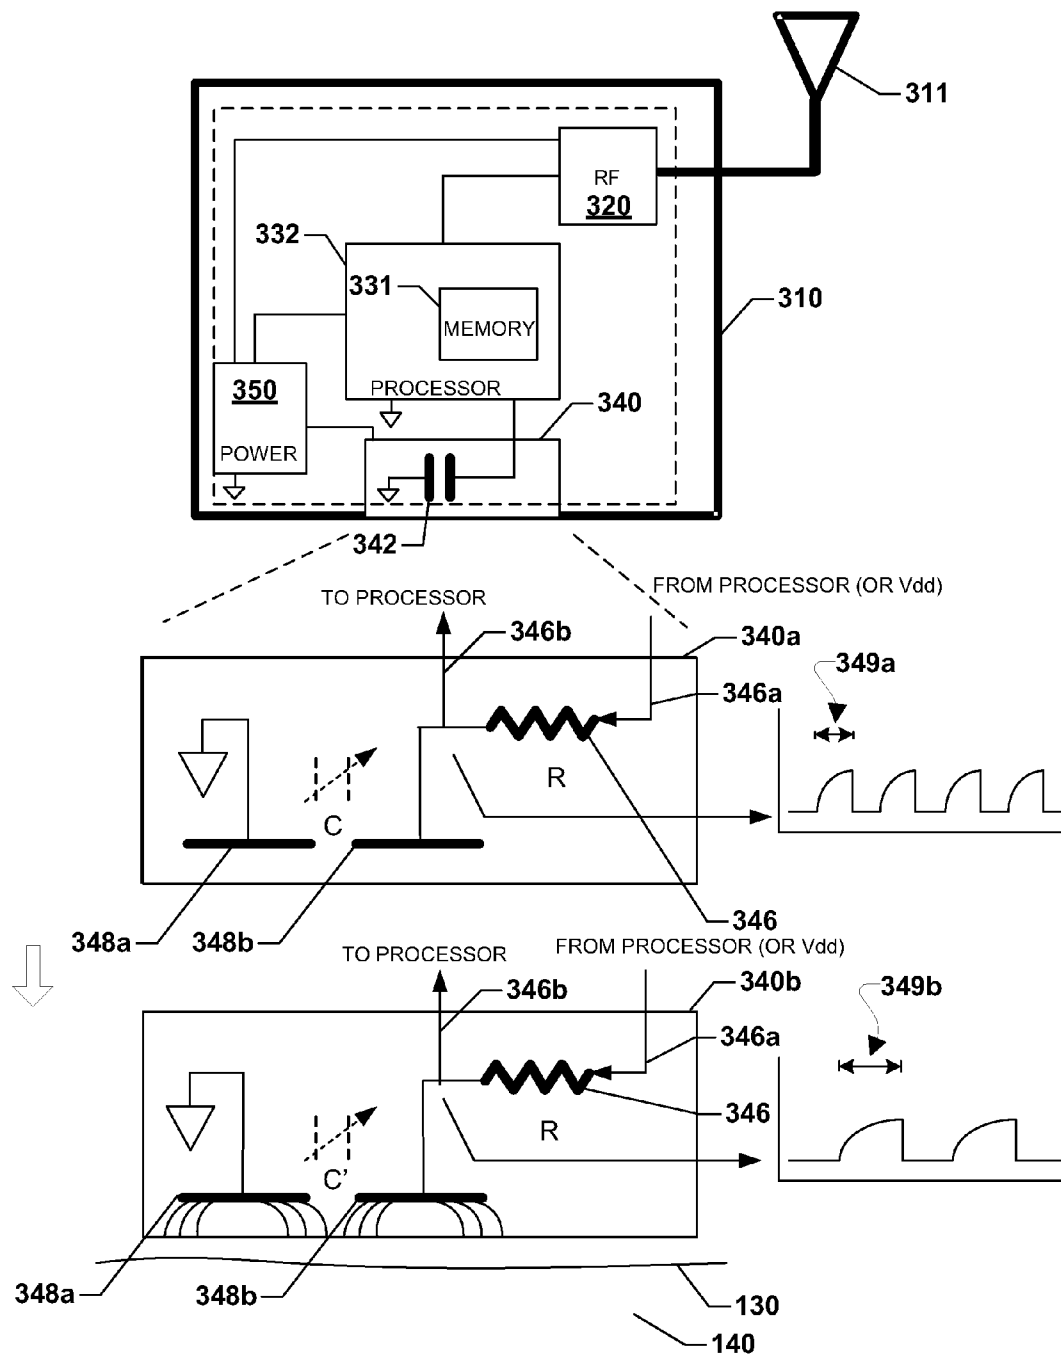 311
RF
320
332
331
310
MEMORY
350
PROCESSOR
340
POWER
342
FROM PROCESSOR (OR Vdd)
TO PROCESSOR
346b
340a
349a
346a
R
C
348a
348b
346
FROM PROCESSOR (OR Vdd)
TO PROCESSOR
346b
340b
349b
346a
346
R
C'
348a
348b
130
140